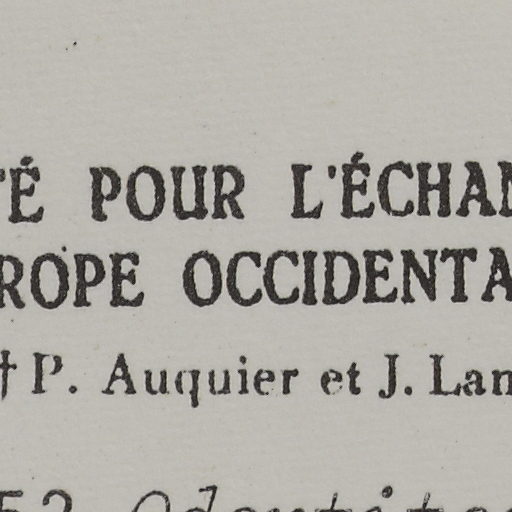 TÉ POUR L'ÉCHAN
ROPE OCCIDENTA
† P. Auquier et J. Lan